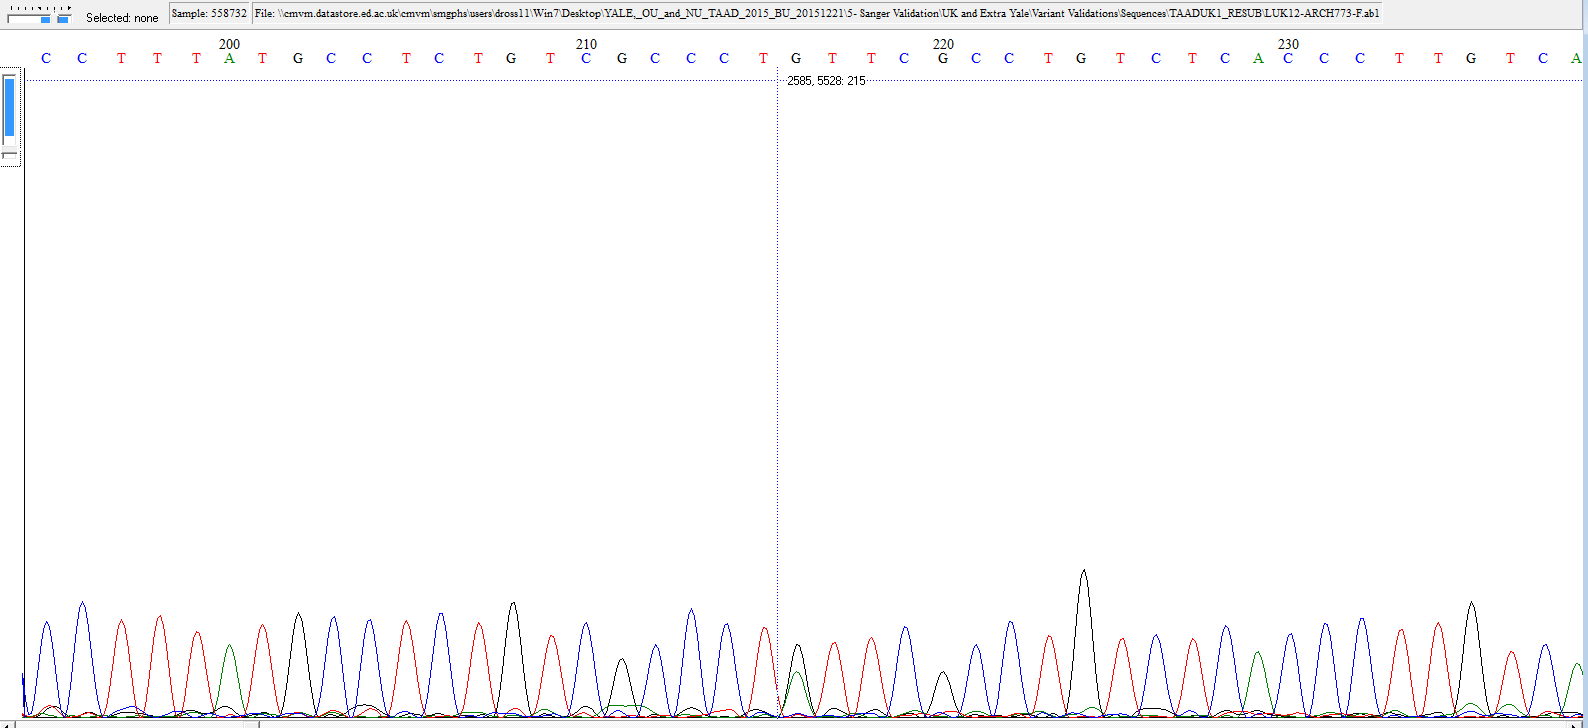 Selected: none Sample: 558732 File: \\cmvm.datastore.ed.ac.uk\cmvm\smgphs\users\dross11\Win7\Desktop\YALE,_OU_and_NU_TAAD_2015_BU_20151221\5- Sanger Validation\UK and Extra Yale\Variant Validations\Sequences\TAADUK1_RESUB\LUK12-ARCH773-F.ab1
200 210 220 230
C C T T T A T G C C T C T G T C G C C C T G T T C G C C T G T C T C A C C C T T G T C A
2585, 5528: 215